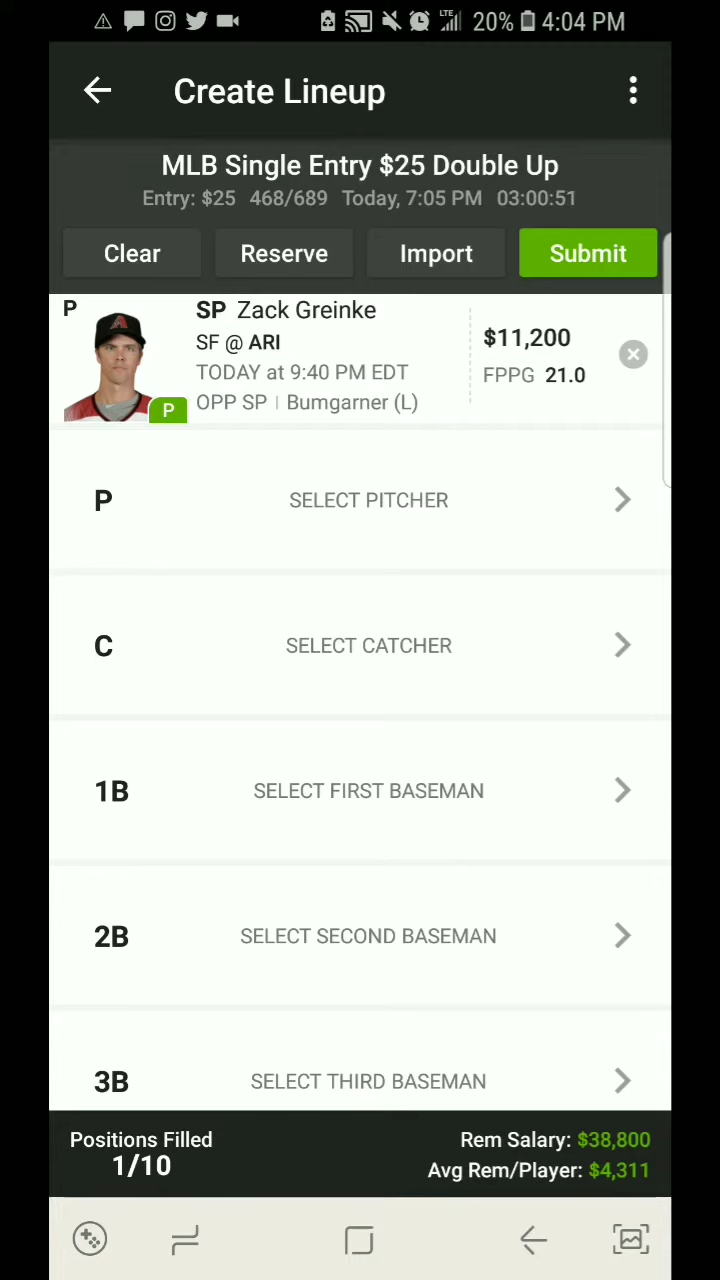 LTE 20% 4:04 PM
Create Lineup
MLB Single Entry $25 Double Up
Entry: $25 468/689 Today, 7:05 PM 03:00:51
Clear Reserve Import Submit
P SP Zack Greinke
SF @ ARI
$11,200
TODAY at 9:40 PM EDT
FPPG 21.0
P OPP SP | Bumgarner (L)
P SELECT PITCHER
C SELECT CATCHER
1B SELECT FIRST BASEMAN
2B SELECT SECOND BASEMAN
3B SELECT THIRD BASEMAN
Positions Filled Rem Salary: $38,800
1/10 Avg Rem/Player: $4,311